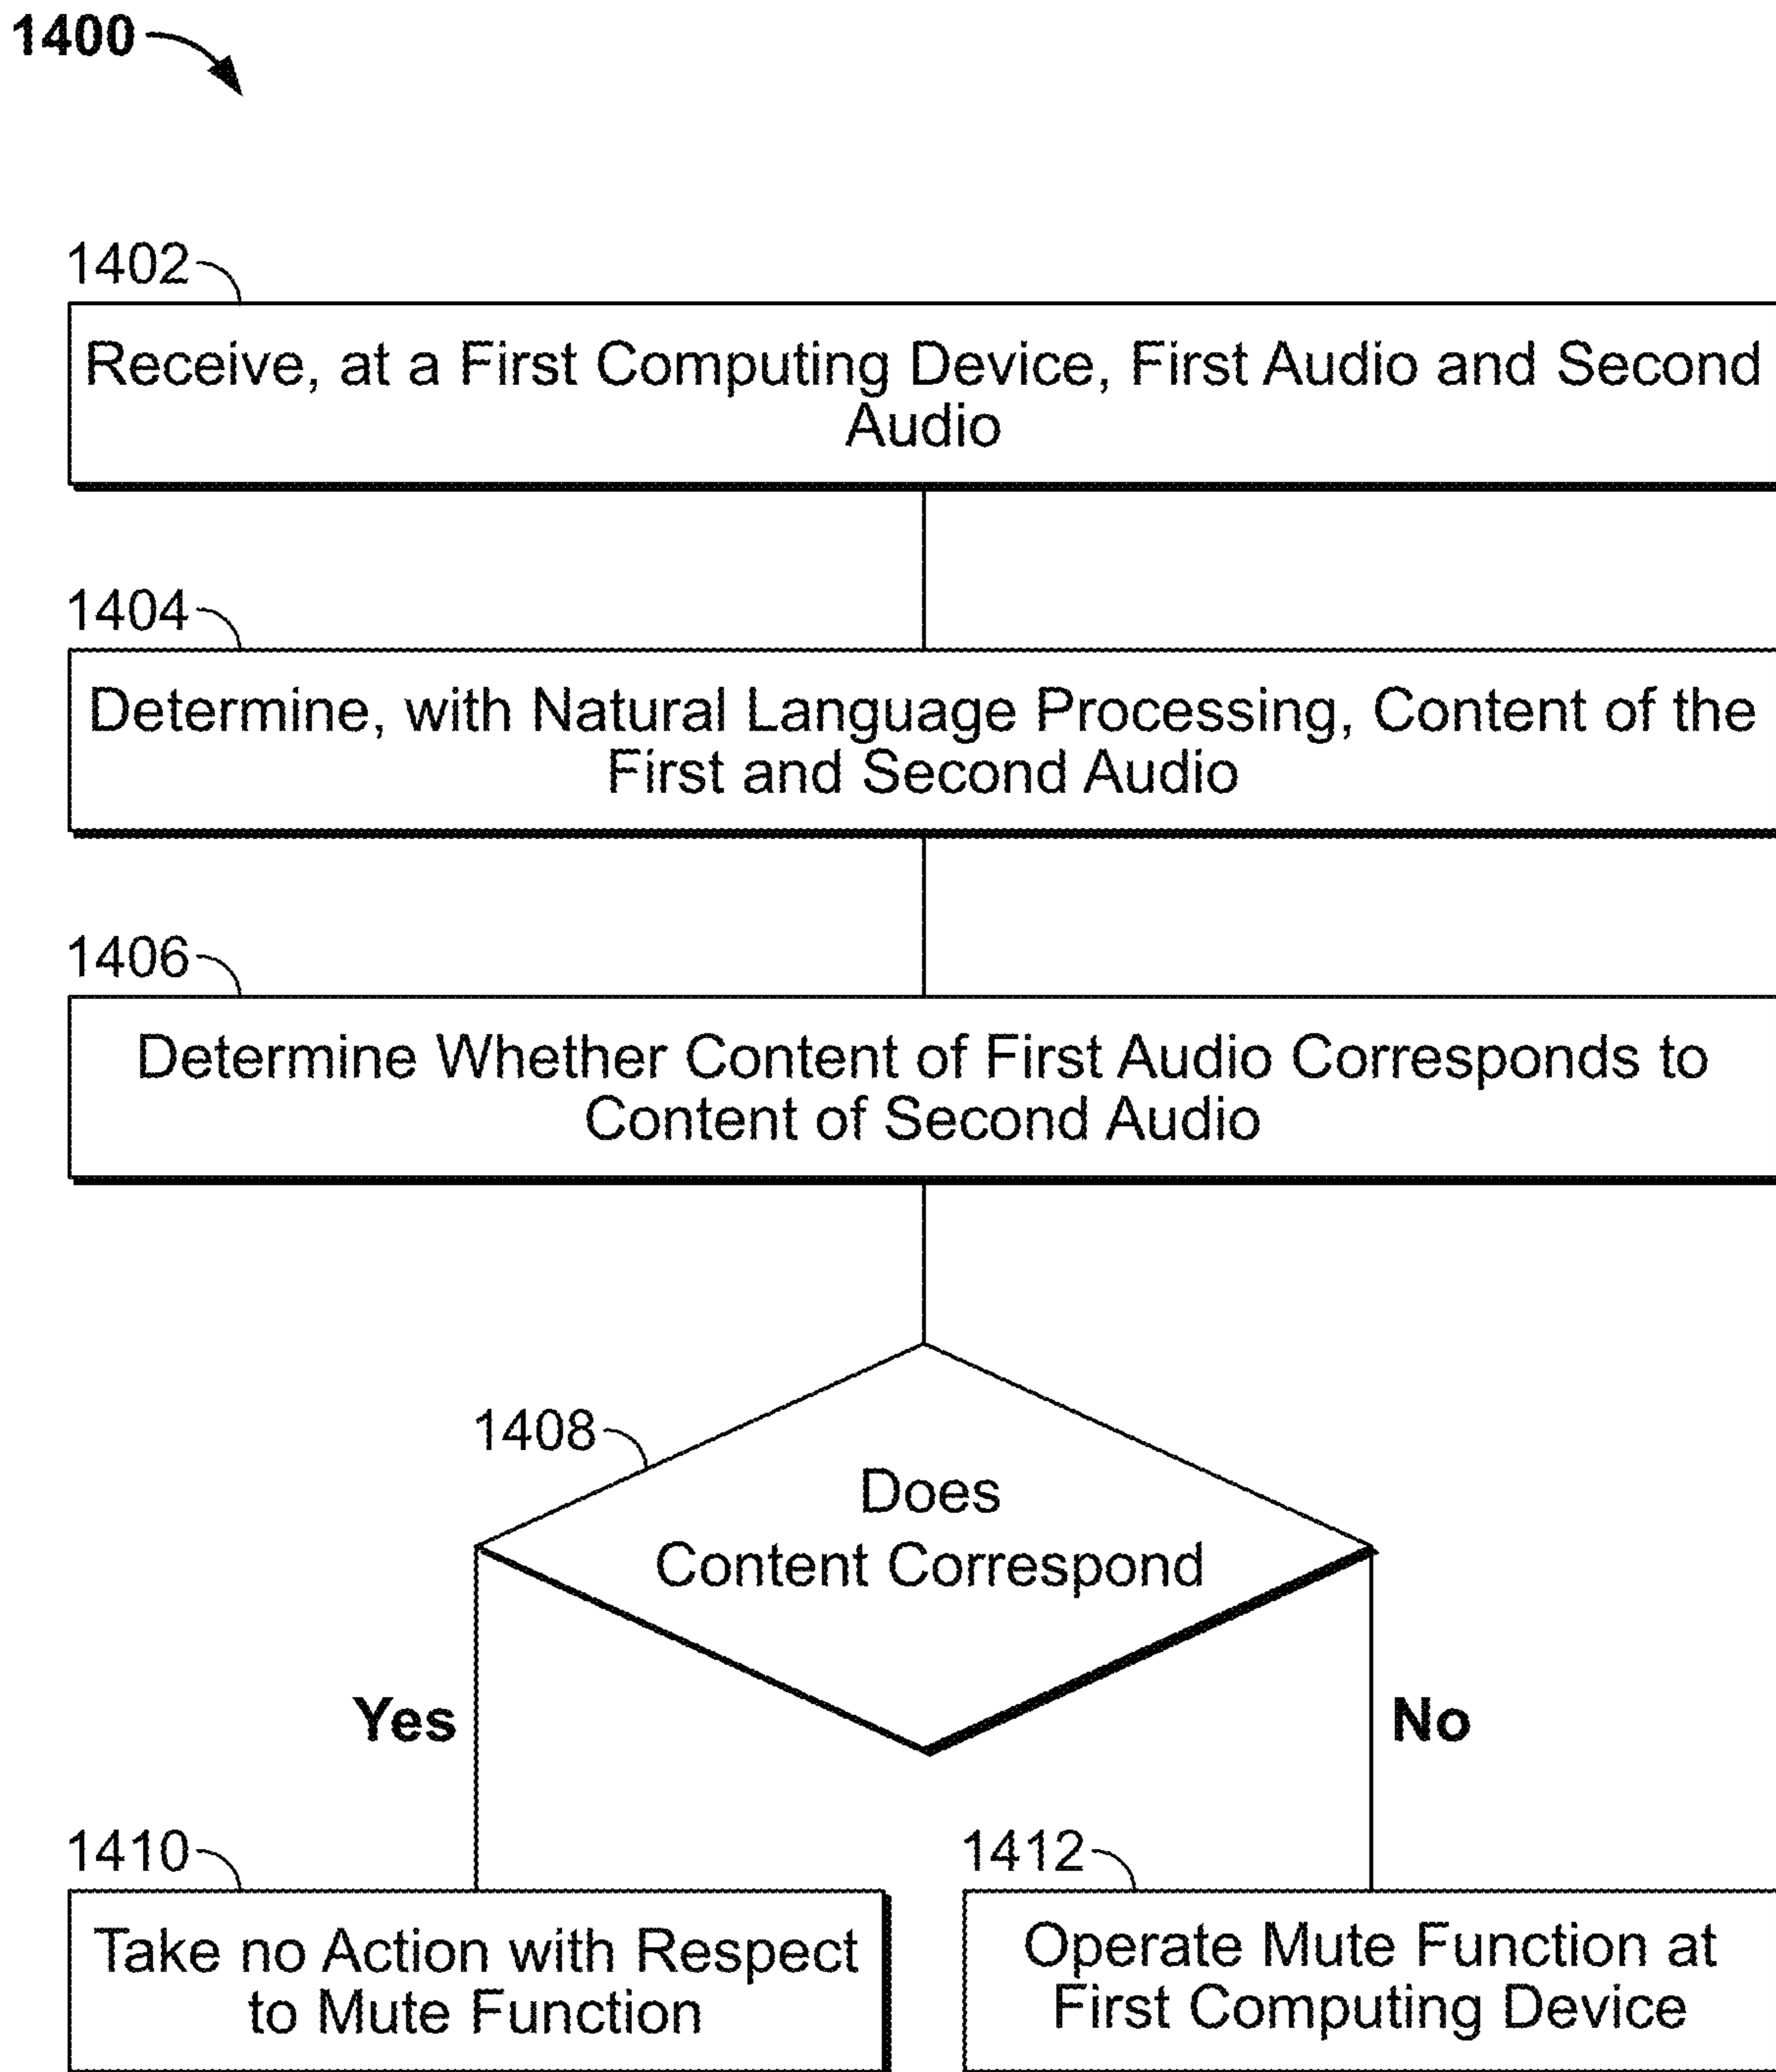 1400
1402
Receive, at a First Computing Device, First Audio and Second
Audio
1404
Determine, with Natural Language Processing, Content of the
First and Second Audio
1406
Determine Whether Content of First Audio Corresponds to
Content of Second Audio
1408
Does
Content Correspond
Yes
No
1410
Take no Action with Respect
to Mute Function
1412
Operate Mute Function at
First Computing Device